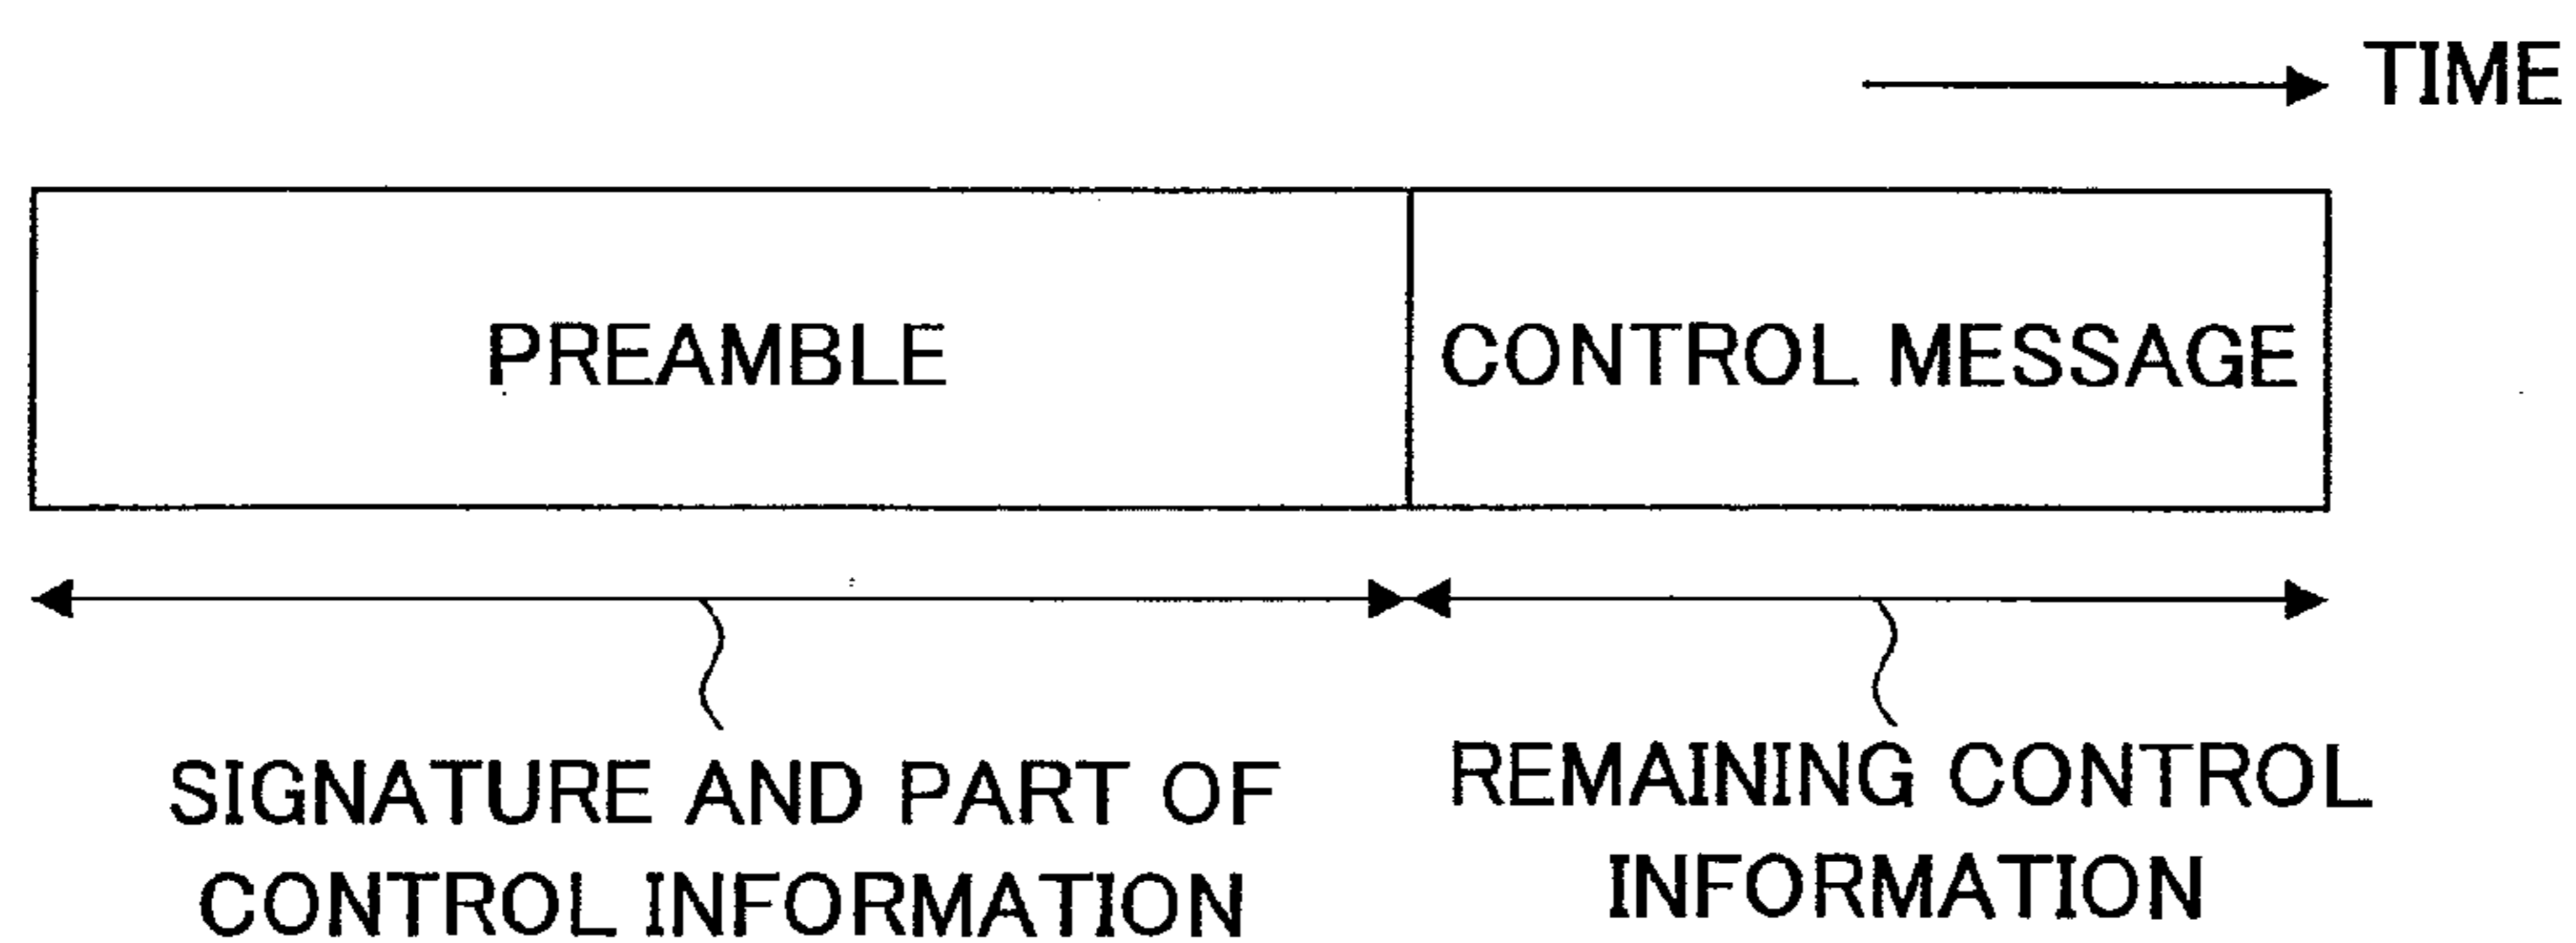 TIME
PREAMBLE
CONTROL MESSAGE
SIGNATURE AND PART OF
CONTROL INFORMATION
REMAINING CONTROL
INFORMATION